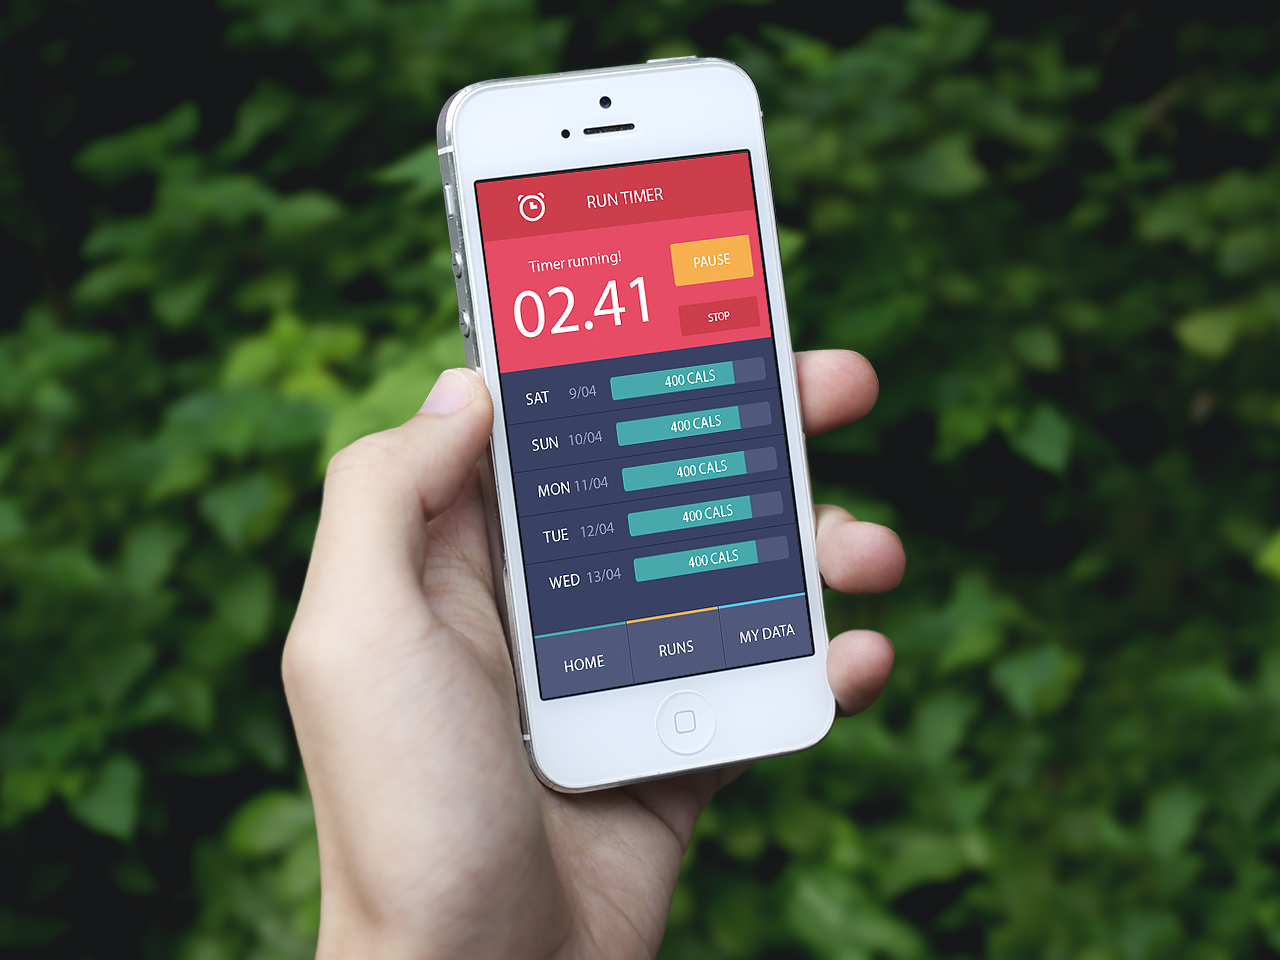 RUN TIMER
Timer running!
02.41
PAUSE
STOP
SAT 9/04 400 CALS
SUN 10/04 400 CALS
MON 11/04 400 CALS
TUE 12/04 400 CALS
WED 13/04 400 CALS
HOME RUNS MY DATA